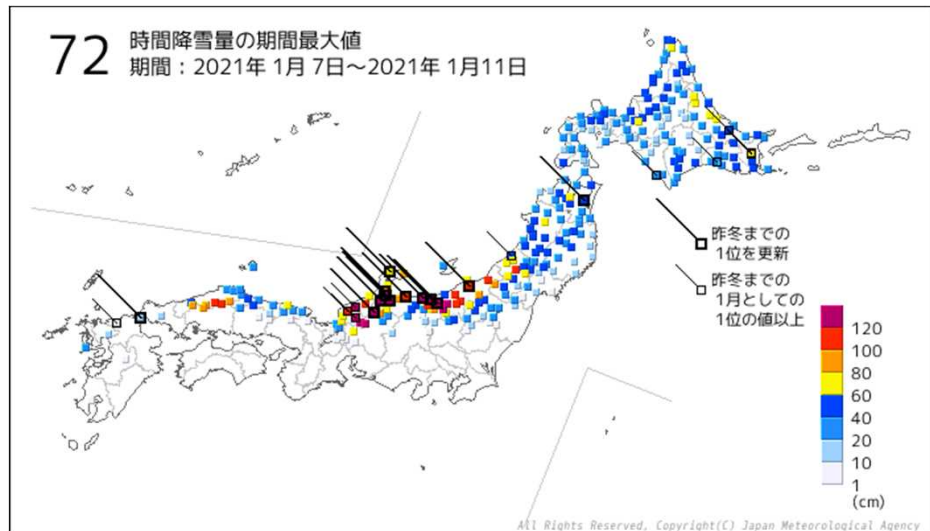 72
時間降雪量の期間最大値
期間：2021年 1月 7日～2021年 1月11日
昨冬までの
1位を更新
昨冬までの
1月としての
1位の値以上
120
100
80
60
40
20
10
1
(cm)
All Rights Reserved, Copyright(C) Japan Meteorological Agency